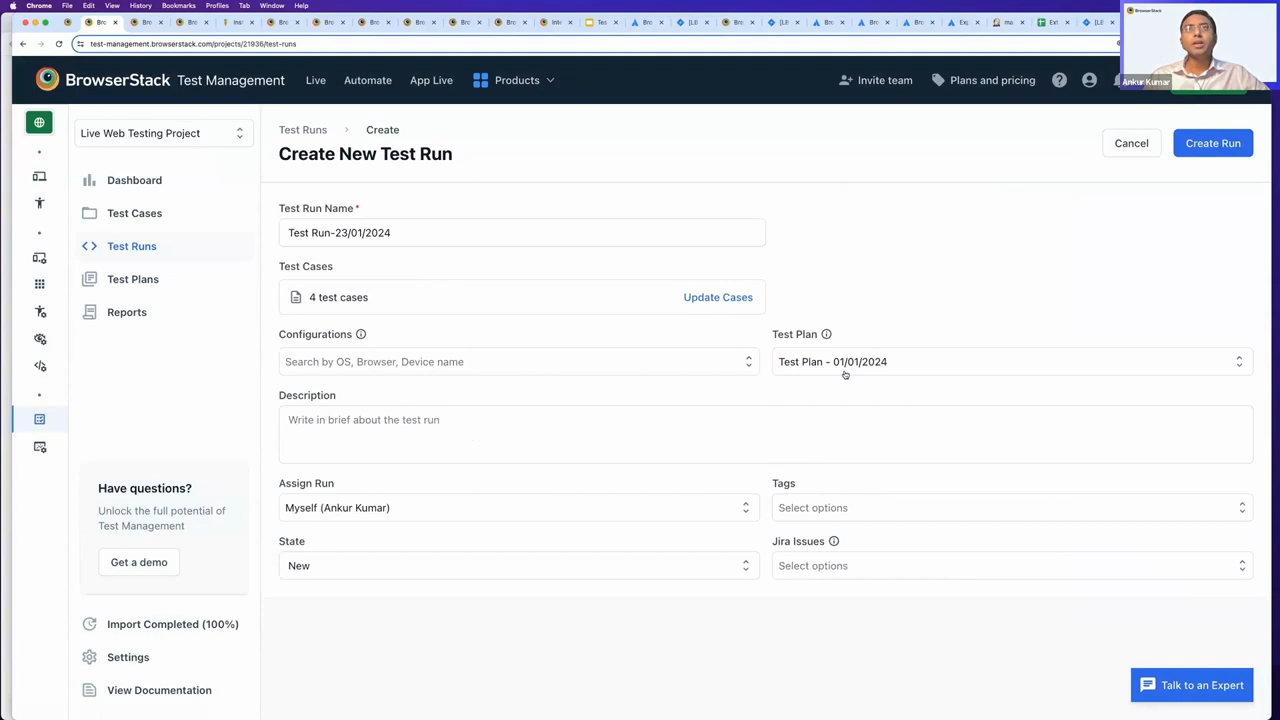 Chrome File Edit View History Bookmarks Profiles Tab Window Help
test-management.browserstack.com/projects/21936/test-runs
BrowserStack Test Management Live Automate App Live Products Invite team Plans and pricing
BrowserStack
Ankur Kumar
Live Web Testing Project
Dashboard
Test Cases
Test Runs
Test Plans
Reports
Have questions?
Unlock the full potential of
Test Management
Get a demo
Import Completed (100%)
Settings
View Documentation
Test Runs › Create
Create New Test Run
Cancel
Create Run
Test Run Name*
Test Run-23/01/2024
Test Cases
4 test cases Update Cases
Configurations Test Plan
Search by OS, Browser, Device name Test Plan - 01/01/2024
Description
Write in brief about the test run
Assign Run Tags
Myself (Ankur Kumar) Select options
State Jira Issues
New Select options
Talk to an Expert